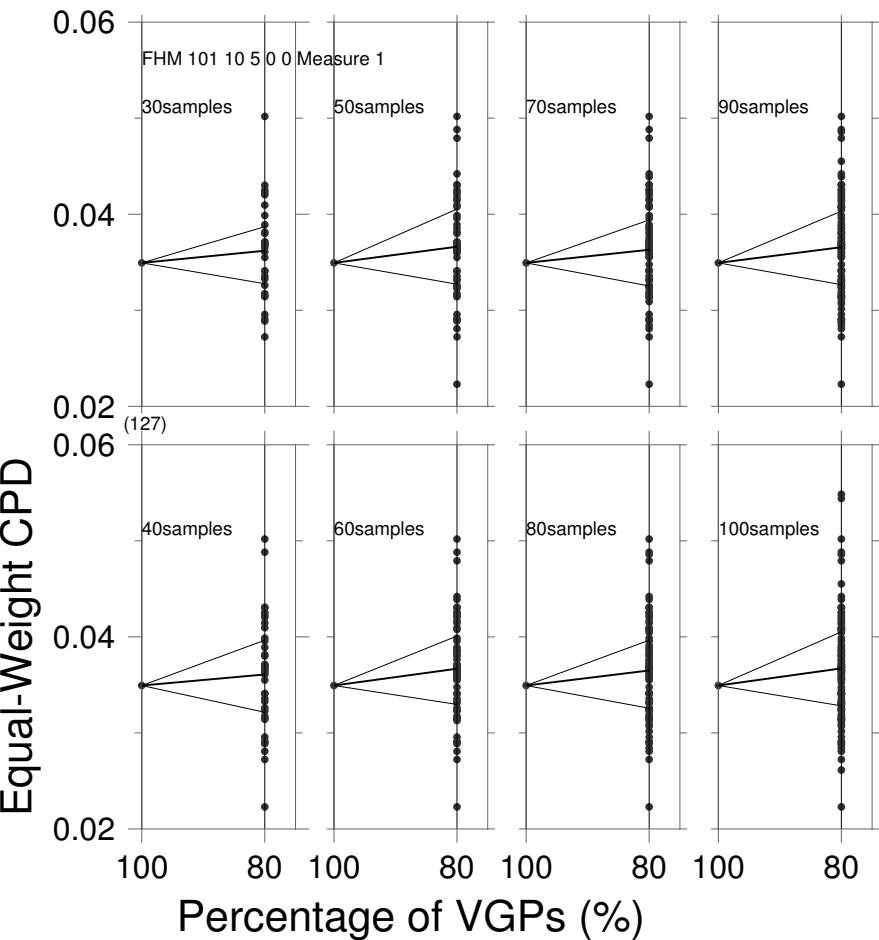 0.06
FHM 101 10 5 0 0 Measure 1
30samples 50samples 70samples 90samples
0.04
0.02
(127)
0.06
40samples 60samples 80samples 100samples
0.04
0.02
100 80 100 80 100 80 100 80
Equal-Weight CPD
Percentage of VGPs (%)